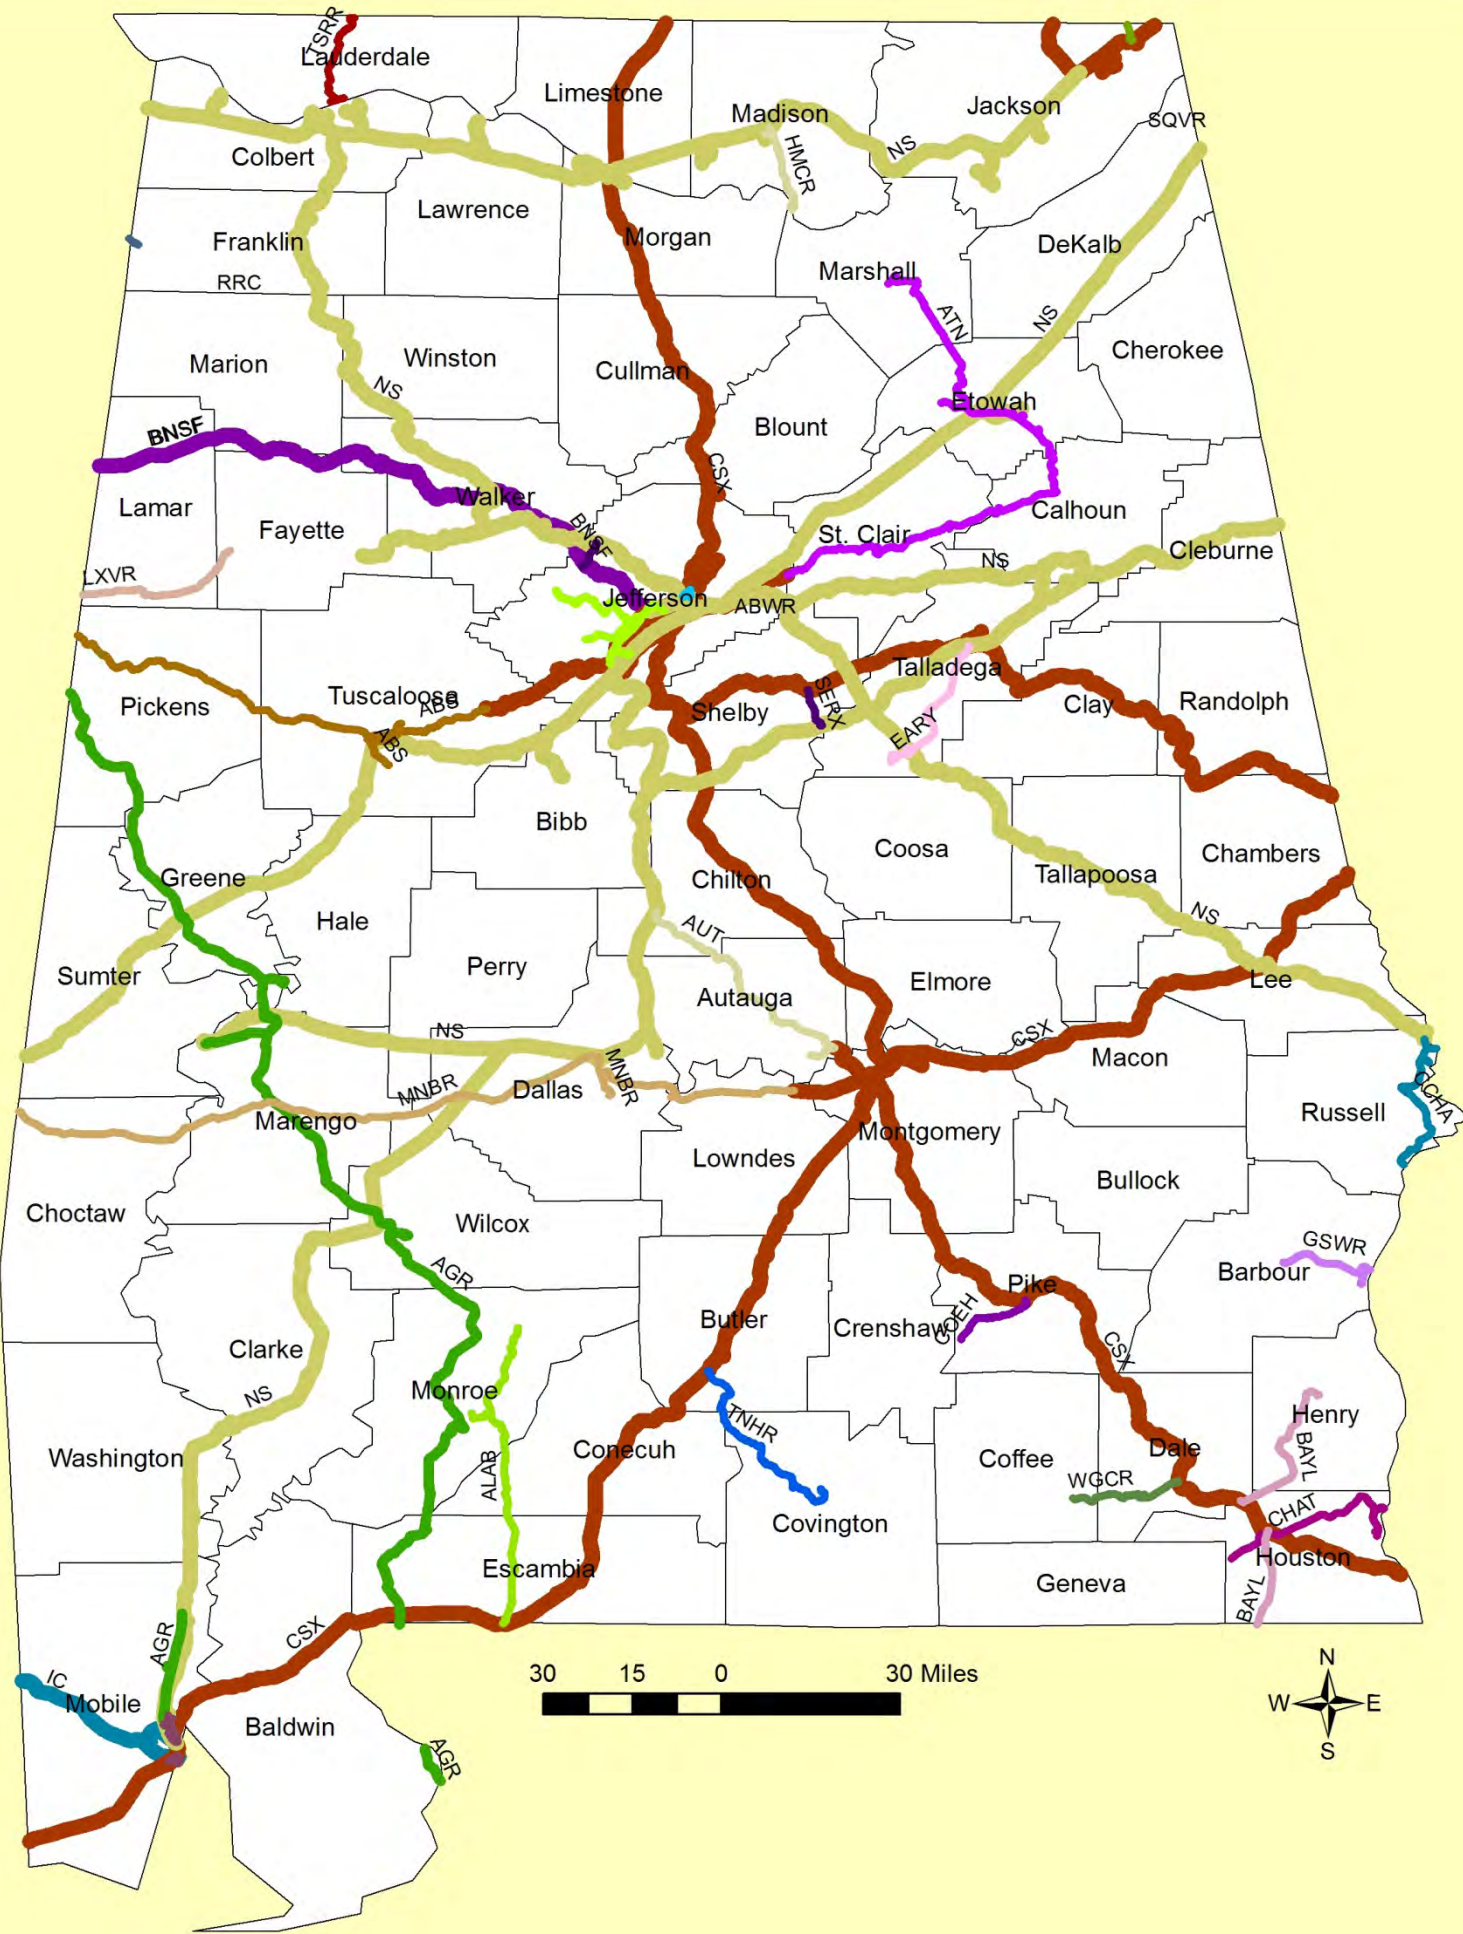 TSRR
Lauderdale
Limestone
Madison
Jackson
SQVR
Colbert
NS
HMCR
Lawrence
Franklin
Morgan
DeKalb
RRC
Marshall
ATN
NS
Marion
Winston
Cullman
Cherokee
NS
Etowah
Blount
BNSF
CSX
Walker
Lamar
Fayette
BNSF
St. Clair
Calhoun
Cleburne
LXVR
NS
Jefferson
ABWR
Talladega
Tuscaloosa
Pickens
ABS
Shelby
SERX
Clay
Randolph
ABS
EARY
Bibb
Coosa
Chambers
Greene
Chilton
Tallapoosa
Hale
AUT
NS
Sumter
Perry
Autauga
Elmore
Lee
NS
CSX
Macon
MNBR
Dallas
MNBR
CCHA
Marengo
Montgomery
Russell
Lowndes
Bullock
Choctaw
Wilcox
GSWR
AGR
Barbour
Pike
Butler
Crenshaw
COEH
Clarke
CSX
Monroe
NS
Henry
TNHR
Washington
ALAB
Conecuh
Coffee
Dale
BAYL
WGCR
Covington
CHAT
Escambia
Houston
Geneva
BAYL
AGR
CSX
IC
Mobile
Baldwin
AGR
30 15 0 30 Miles
N
W E
S